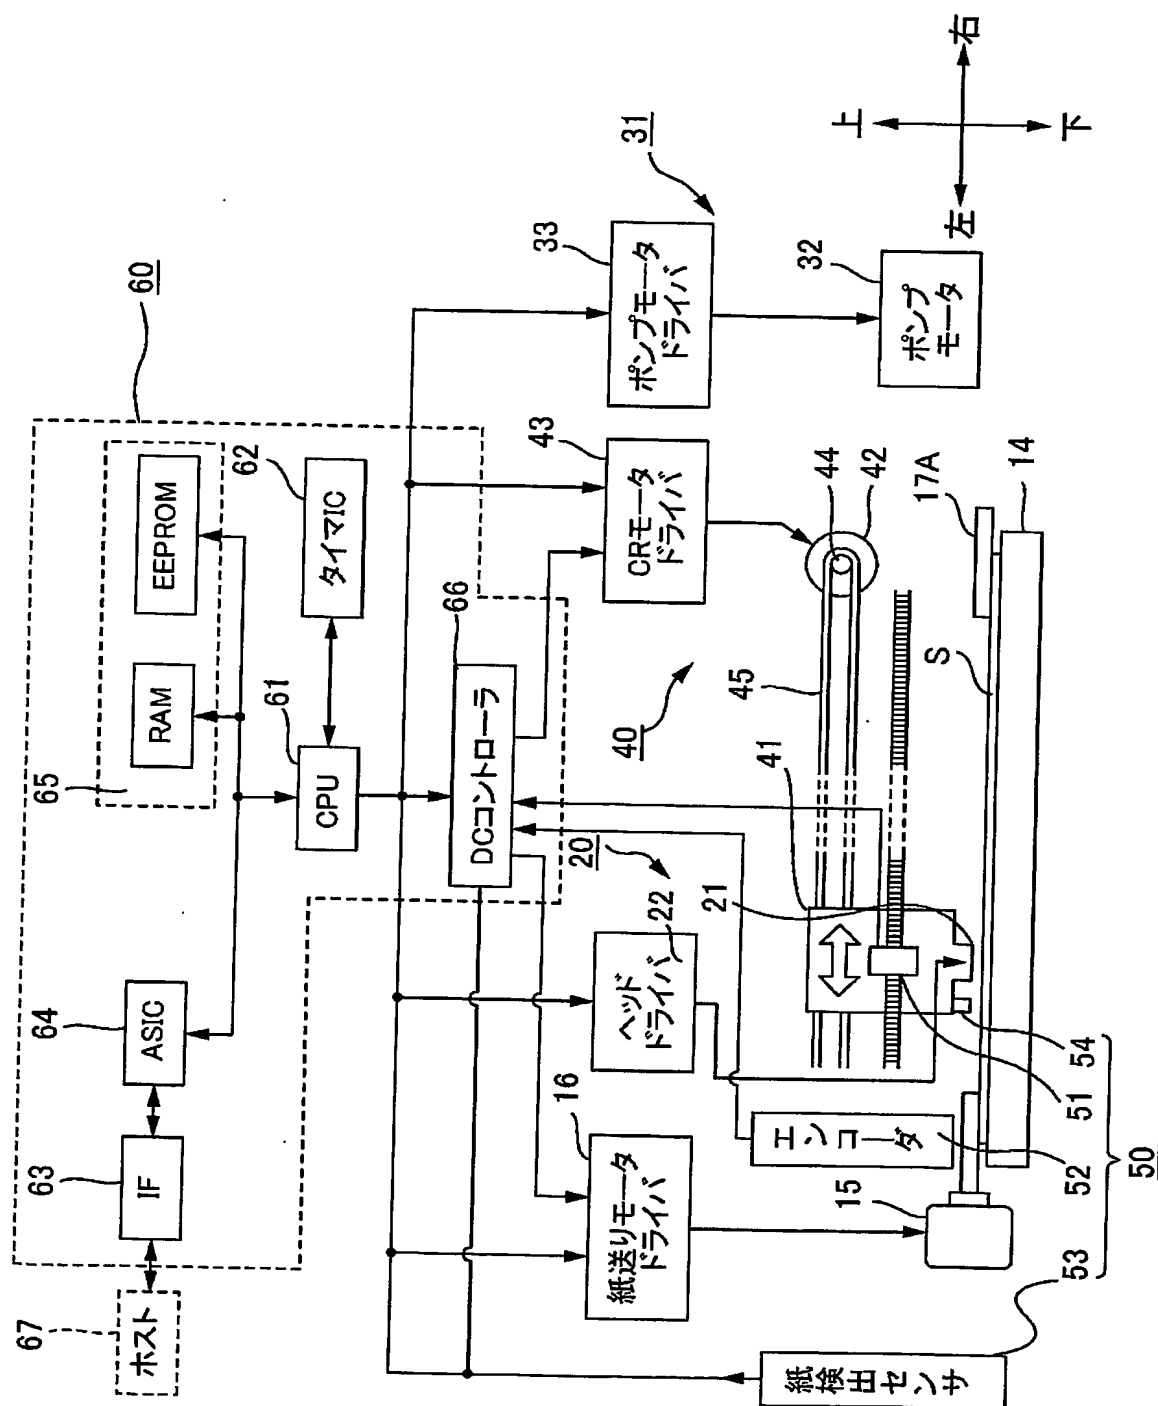 67
ホスト
63
IF
64
ASIC
65
RAM
EEPROM
60
61
CPU
62
タイマIC
66
DCコントローラ
紙検出センサ
53
16
紙送りモータ
ドライバ
15
エンコーダ
52
ヘッド
ドライバ
22
20
21
41
40
45
43
CRモータ
ドライバ
44
42
33
ポンプモータ
ドライバ
31
32
ポンプ
モータ
17A
14
S
54
51
50
上
下
左
右